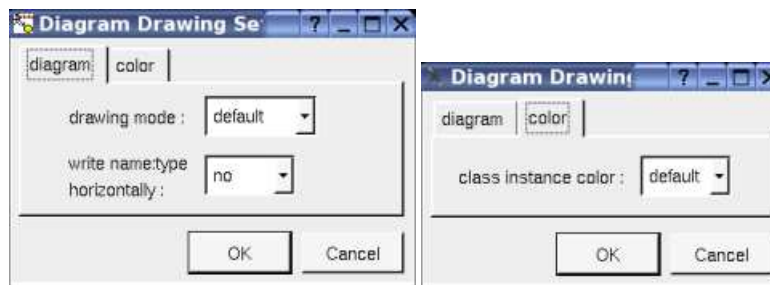 Diagram Drawing Se
diagram color
drawing mode : default
write name:type
horizontally :
no
OK Cancel
Diagram Drawing
diagram color
class instance color : default
OK Cancel